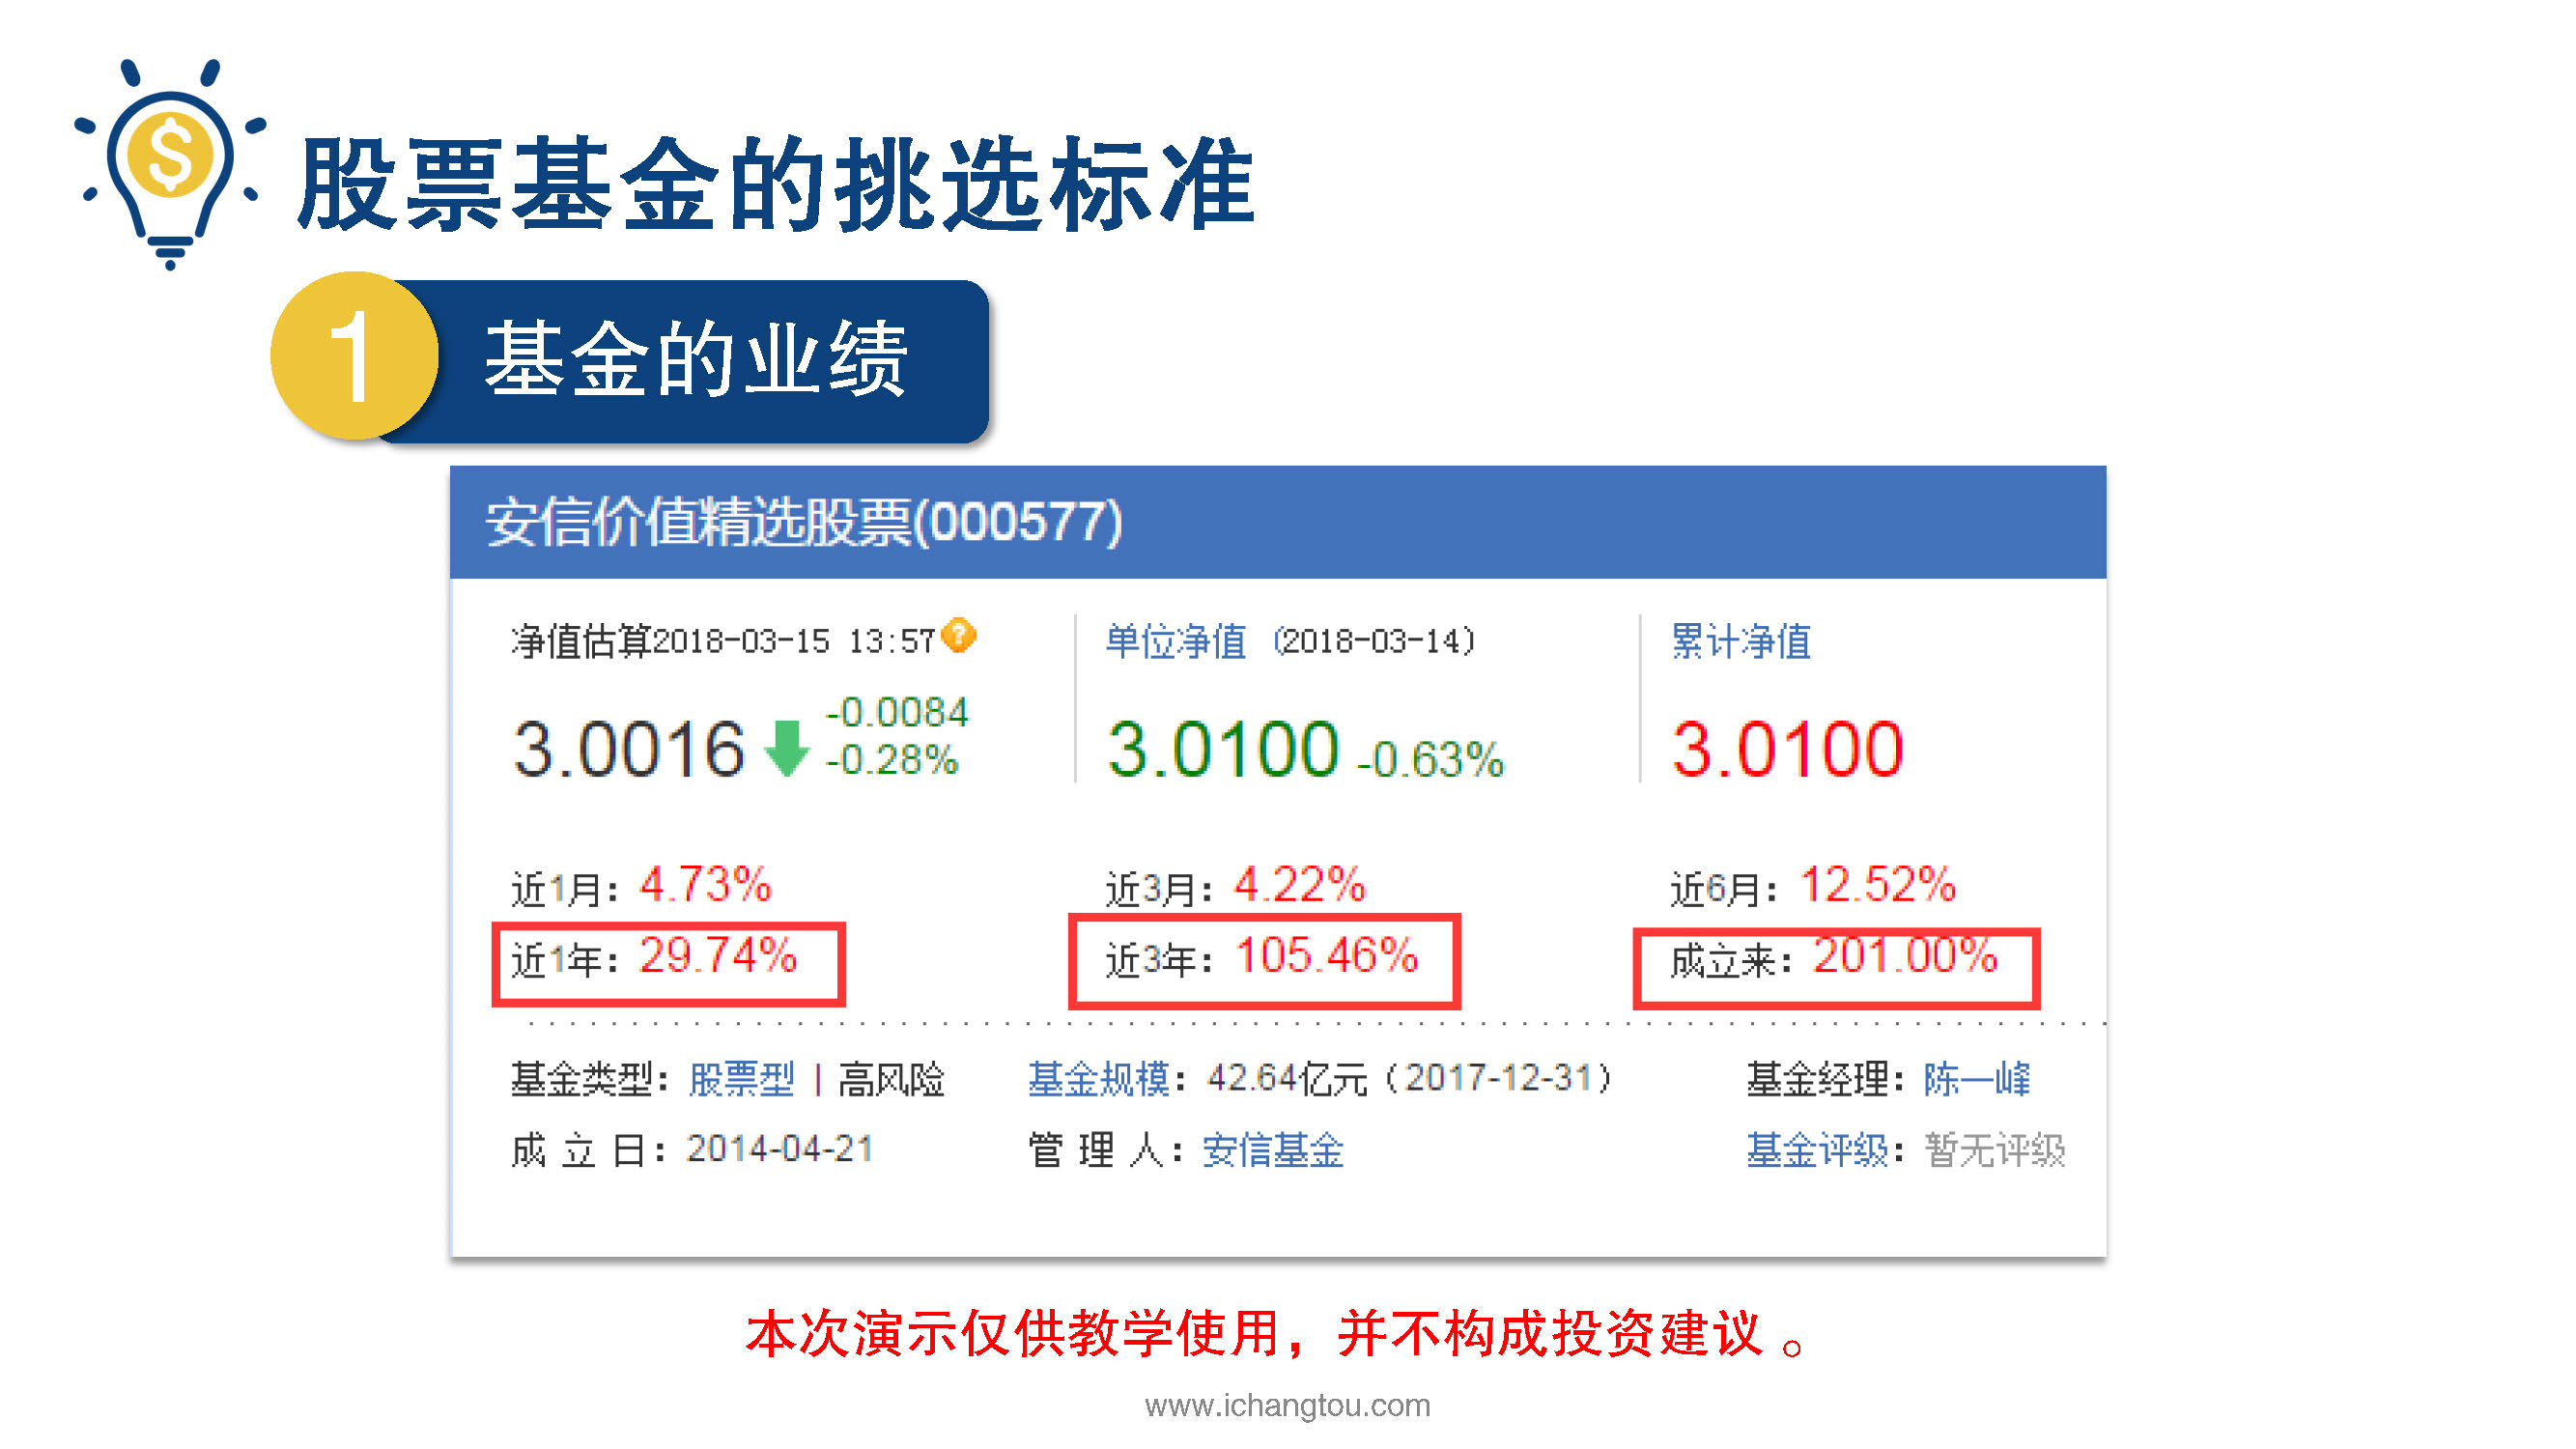 股票基金的挑选标准
1 基金的业绩
安信价值精选股票(000577)
净值估算2018-03-15 13:57 单位净值 (2018-03-14) 累计净值
3.0016 -0.0084 -0.28% 3.0100 -0.63% 3.0100
近1月：4.73% 近3月：4.22% 近6月：12.52%
近1年：29.74% 近3年：105.46% 成立来：201.00%
基金类型：股票型 | 高风险 基金规模：42.64亿元（2017-12-31） 基金经理：陈一峰
成 立 日：2014-04-21 管 理 人：安信基金 基金评级：暂无评级
本次演示仅供教学使用，并不构成投资建议。
www.ichangtou.com